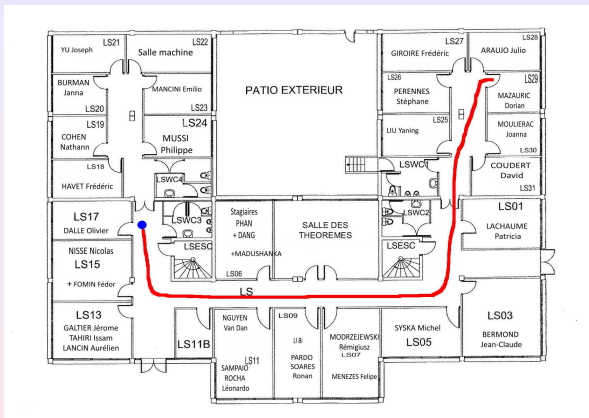 LS21
YU Joseph
LS22
Salle machine
BURMAN
Janna
LS20
MANCINI Emilio
LS23
LS19
COHEN
Nathann
LS24
MUSSI
Philippe
LS18
HAVET Frédéric
LSWC4
LS17
DALLE Olivier
LSWC3
LSESC
NISSE Nicolas
LS15
+ FOMIN Fédor
LS13
GALTIER Jérome
TAHIRI Issam
LANCIN Aurélien
LS11B
PATIO EXTERIEUR
Stagiaires
PHAN
+ DANG
+MADUSHANKA
LS06
SALLE DES
THEOREMES
LS
NGUYEN
Van Dan
SAMPAIO
ROCHA
Léonardo
LS11
LS09
LI Bi
PARDO
SOARES
Ronan
MODRZEJEWSKI
Rémigiusz
LS07
MENEZES Felipe
SYSKA Michel
LS05
LS03
BERMOND
Jean-Claude
LS27
GIROIRE Frédéric
LS28
ARAUJO Julio
LS26
PERENNES
Stéphane
LS29
MAZAURIC
Dorian
LS25
LIU Yaning
MOULIERAC
Joanna
LS30
LSWC
COUDERT
David
LS31
LSWC2
LSESC
LS01
LACHAUME
Patricia